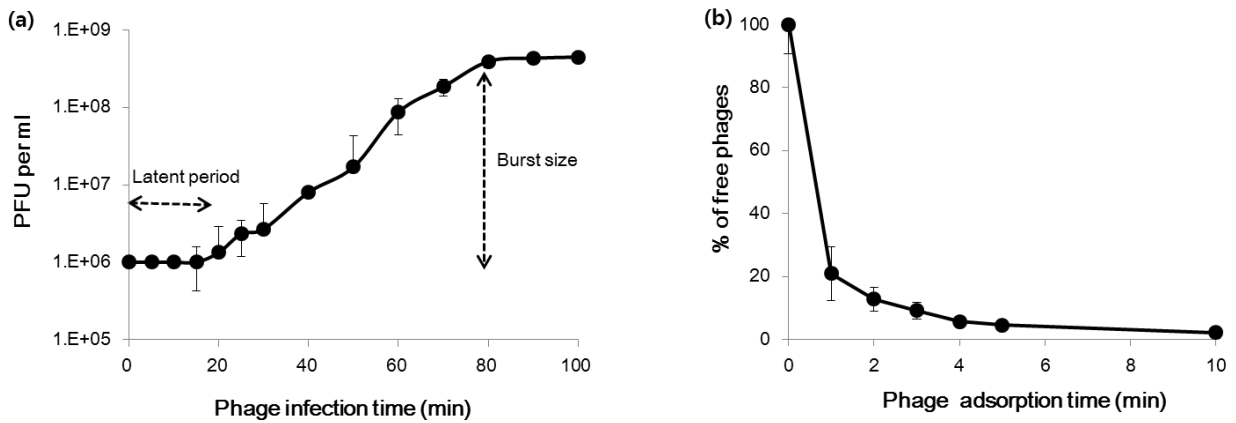 (a)
1.E+09
1.E+08
1.E+07
1.E+06
1.E+05
PFU per ml
Latent period
Burst size
0
20
40
60
80
100
Phage infection time (min)
(b)
100
80
60
40
20
0
% of free phages
0
2
4
6
8
10
Phage adsorption time (min)